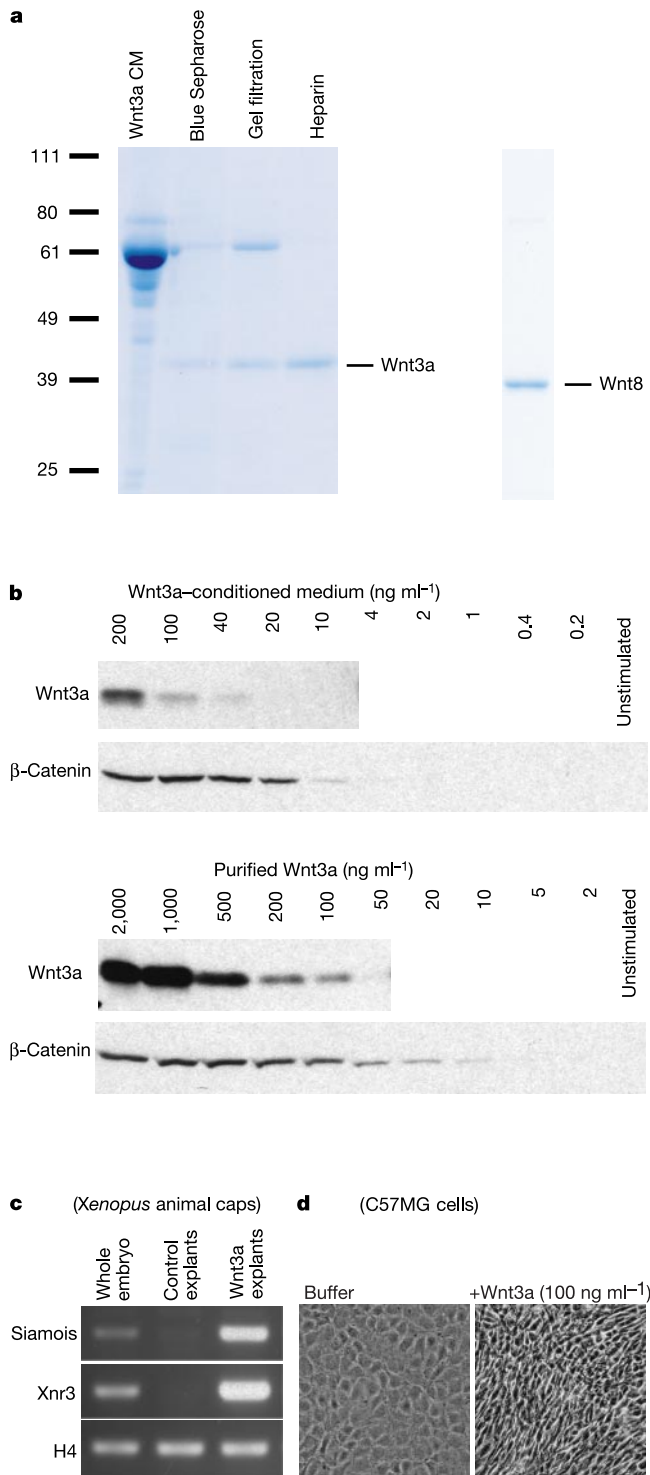 a
Wnt3a CM
Blue Sepharose
Gel filtration
Heparin
111
80
61
49
39
25
Wnt3a
Wnt8
b
Wnt3a–conditioned medium (ng ml⁻¹)
200 100 40 20 10 4 2 1 0.4 0.2 Unstimulated
Wnt3a
β-Catenin
Purified Wnt3a (ng ml⁻¹)
2,000 1,000 500 200 100 50 20 10 5 2 Unstimulated
Wnt3a
β-Catenin
c (Xenopus animal caps)
Whole embryo
Control explants
Wnt3a explants
Siamois
Xnr3
H4
d (C57MG cells)
Buffer
+Wnt3a (100 ng ml⁻¹)